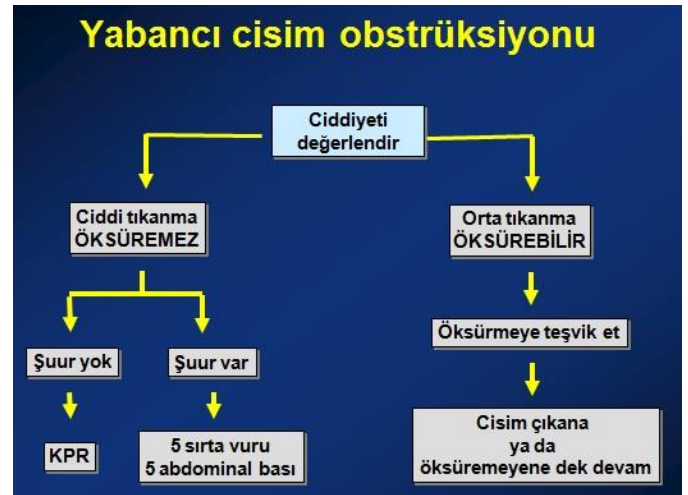 Yabancı cisim obstrüksiyonu
Ciddiyeti
değerlendir
Ciddi tıkanma
ÖKSÜREMEZ
Orta tıkanma
ÖKSÜREBİLİR
Şuur yok
Şuur var
Öksürmeye teşvik et
KPR
5 sırta vuru
5 abdominal bası
Cisim çıkana
ya da
öksüremeyene dek devam